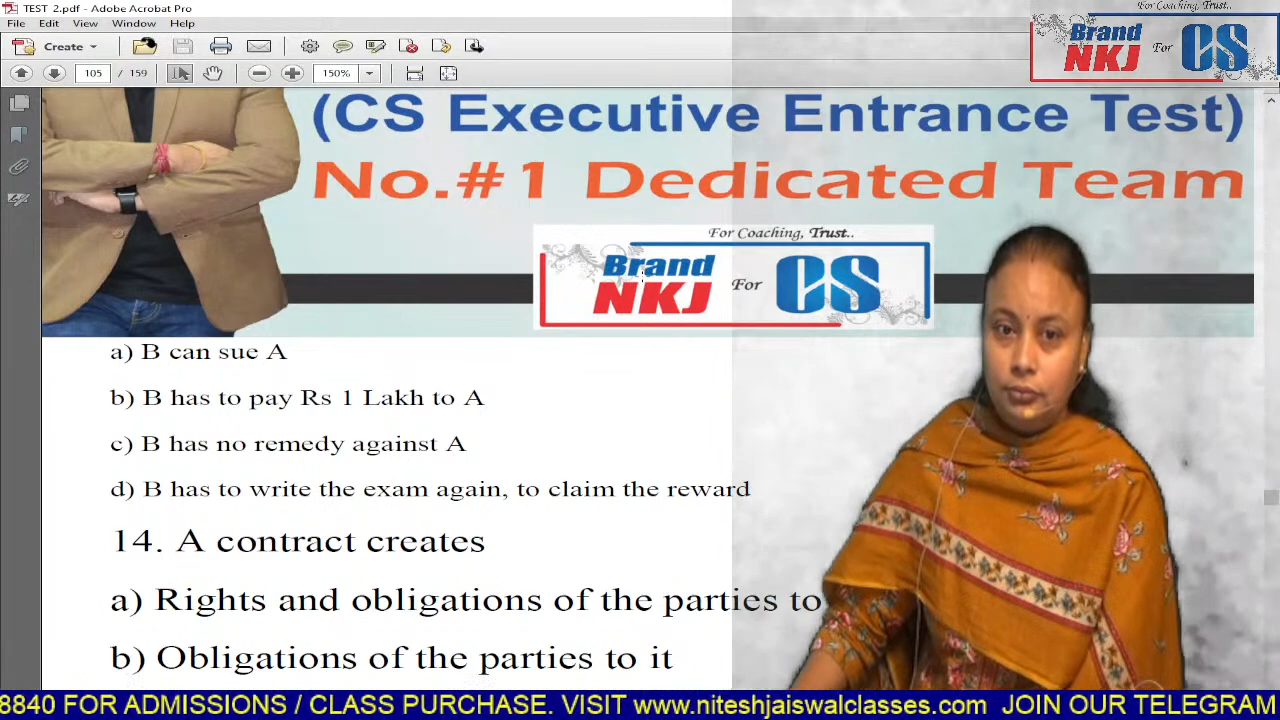 TEST 2.pdf - Adobe Acrobat Pro
File Edit View Window Help
Create
105 / 159
150%
For Coaching, Trust..
Brand NKJ For CS
(CS Executive Entrance Test)
No.#1 Dedicated Team
For Coaching, Trust..
Brand
NKJ For CS
a) B can sue A
b) B has to pay Rs 1 Lakh to A
c) B has no remedy against A
d) B has to write the exam again, to claim the reward
14. A contract creates
a) Rights and obligations of the parties to
b) Obligations of the parties to it
8840 FOR ADMISSIONS / CLASS PURCHASE. VISIT www.niteshjaiswalclasses.com JOIN OUR TELEGRAM